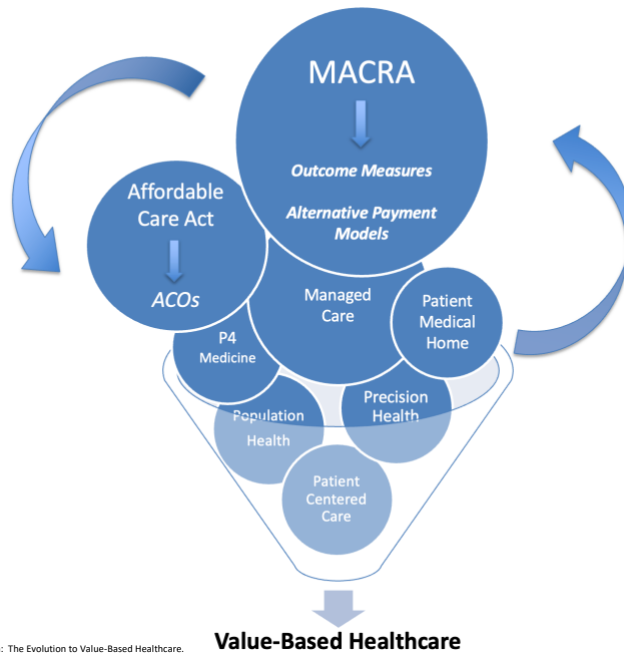 MACRA
Outcome Measures
Alternative Payment
Models
Affordable
Care Act
ACOs
Managed
Care
Patient
Medical
Home
P4
Medicine
Precision
Health
Population
Health
Patient
Centered
Care
: The Evolution to Value-Based Healthcare.
Value-Based Healthcare